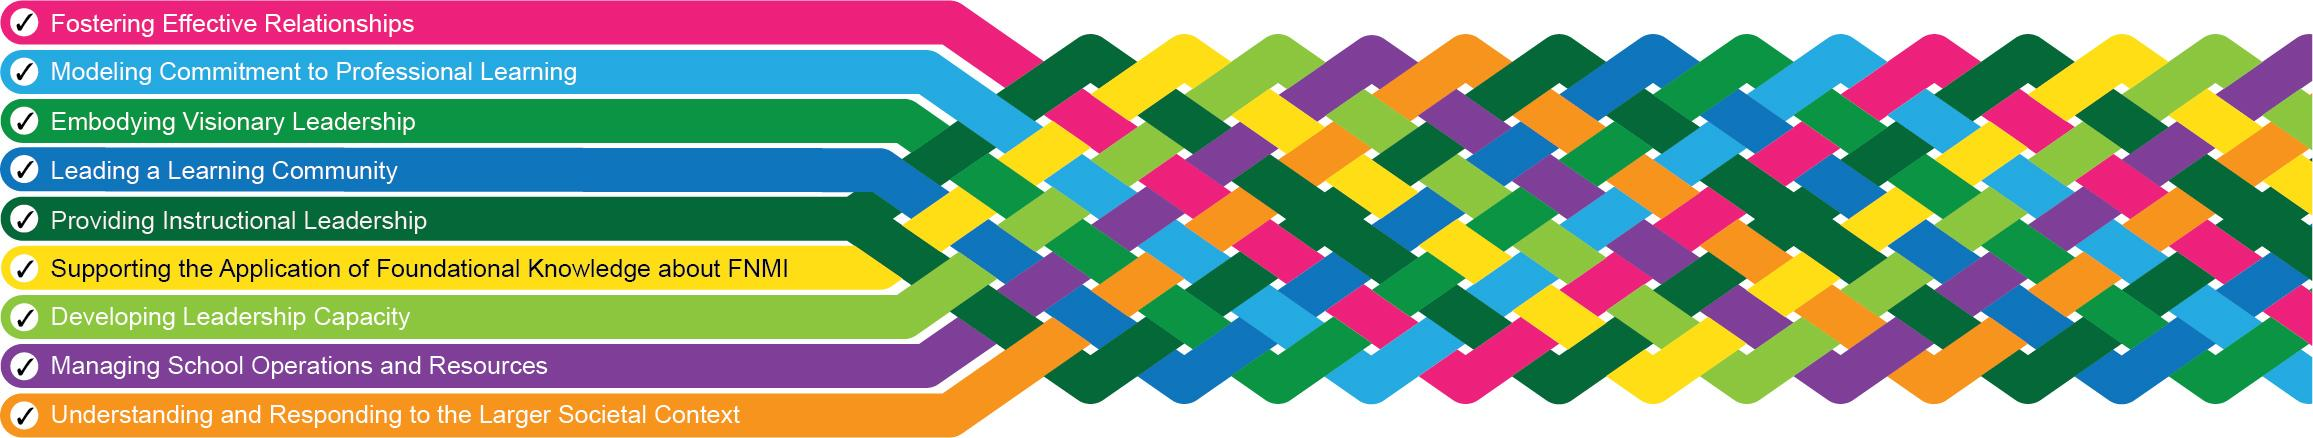 Fostering Effective Relationships
Modeling Commitment to Professional Learning
Embodying Visionary Leadership
Leading a Learning Community
Providing Instructional Leadership
Supporting the Application of Foundational Knowledge about FNMI
Developing Leadership Capacity
Managing School Operations and Resources
Understanding and Responding to the Larger Societal Context